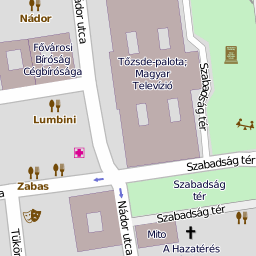 Nádor
Nádor utca
Fővárosi
Bíróság
Cégbírósága
Tőzsde-palota;
Magyar
Televízió
Szabadság tér
Lumbini
Szabadság tér
Zabas
Szabadság
tér
Nádor utca
Szabadság tér
Mito
A Hazatérés
Tükör